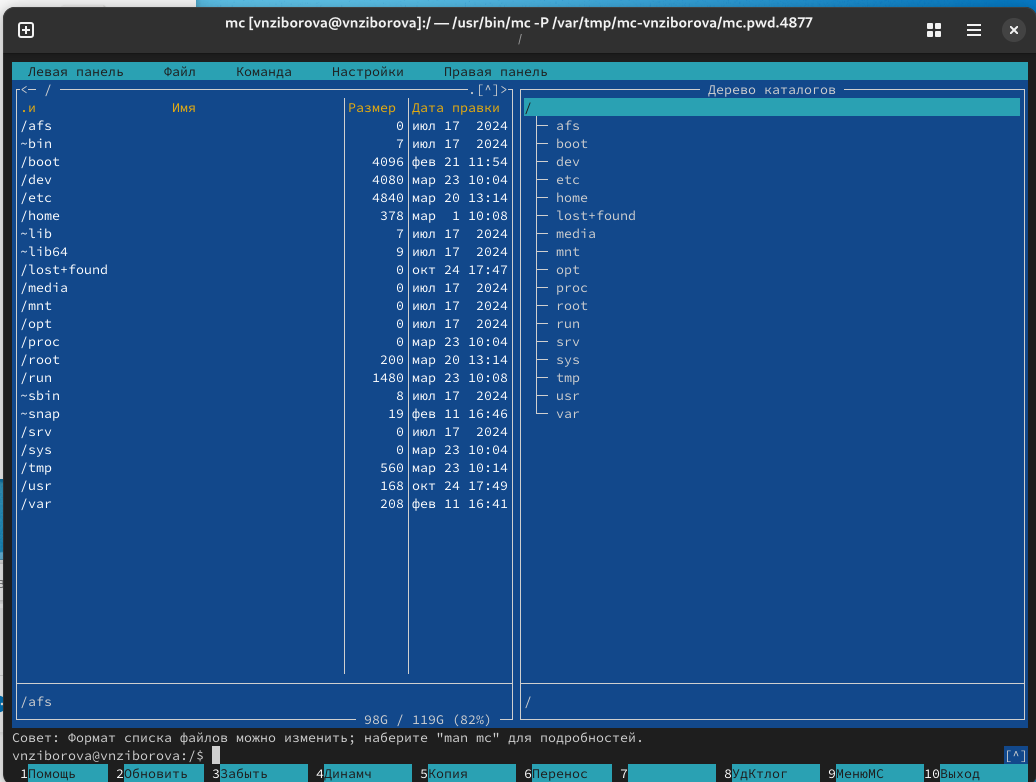 mc [vnziborova@vnziborova]:/ — /usr/bin/mc -P /var/tmp/mc-vnziborova/mc.pwd.4877
/
Левая панель Файл Команда Настройки Правая панель
<─ / .[^]>
.и Имя Размер Дата правки
/afs 0 июл 17 2024
~bin 7 июл 17 2024
/boot 4096 фев 21 11:54
/dev 4080 мар 23 10:04
/etc 4840 мар 20 13:14
/home 378 мар 1 10:08
~lib 7 июл 17 2024
~lib64 9 июл 17 2024
/lost+found 0 окт 24 17:47
/media 0 июл 17 2024
/mnt 0 июл 17 2024
/opt 0 июл 17 2024
/proc 0 мар 23 10:04
/root 200 мар 20 13:14
/run 1480 мар 23 10:08
~sbin 8 июл 17 2024
~snap 19 фев 11 16:46
/srv 0 июл 17 2024
/sys 0 мар 23 10:04
/tmp 560 мар 23 10:14
/usr 168 окт 24 17:49
/var 208 фев 11 16:41
/afs
98G / 119G (82%)
Дерево каталогов
/
afs
boot
dev
etc
home
lost+found
media
mnt
opt
proc
root
run
srv
sys
tmp
usr
var
/
Совет: Формат списка файлов можно изменить; наберите "man mc" для подробностей.
vnziborova@vnziborova:/$ [^]
1Помощь 2Обновить 3Забыть 4Динамч 5Копия 6Перенос 7 8УдКтлог 9МенюМС 10Выход